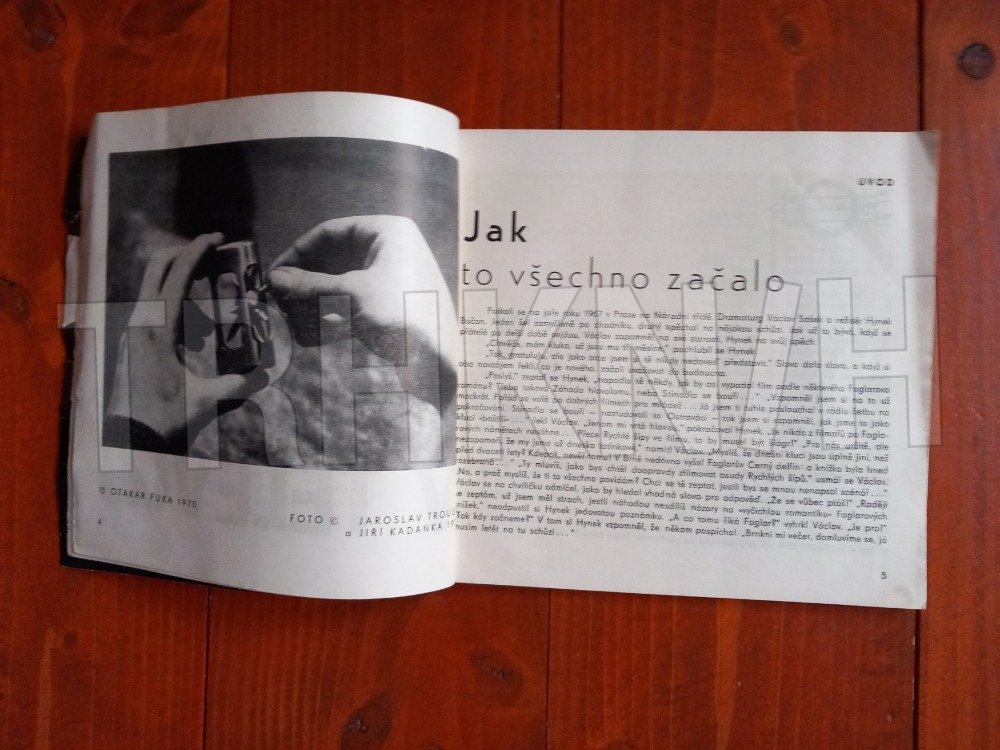 © OTAKAR FUKA 1970
FOTO © JAROSLAV
a JIŘÍ KADAŇKA
4
ÚVOD
Jak
to všechno začalo
Potkali se na jaře roku 1967 v Praze na Národní třídě. Dramaturg Václav Šašek a režisér Hynek
Bočan. Jeden šel zamyšleně po chodníku, druhý spěchal na nějakou schůzi. Jak už to bývá, když se
přátelé po delší době sejdou, Václav zapomněl na své starosti, Hynek na svůj spěch.
„Člověče, mám kluka, už jsou mu tři měsíce,“ pochlubil se Hynek.
„Tak, gratuluju, ale jako otce jsem si tě nikdy nedoved představit.“ Slovo dalo slovo, a když si
oba navzájem řekli, co je nového, začali uvažovat do budoucna.
„Poslyš,“ zeptal se Hynek, „napadlo tě někdy, jak by asi vypadal film podle některého Foglarova
románu? Třeba taková Záhada hlavolamu, nebo Stínadla se bouří . . .“ „Vzpomněl jsem si na to už
mockrát. Pořád se volá po dobrých filmech pro mládež . . . Já jsem ti tuhle poslouchal v rádiu četbu na
pokračování. Stínadla se bouří – nastudovali to Ostraváci – tak jsem si vzpomněl, jak jsme to jako
kluci »baštili« . . .“ řekl Václav. „Jenom mi vrtá hlavou,“ pokračoval Hynek, „že nikdo z filmařů po Foglarových
námětech nesáhne . . . Přece Rychlé šípy ve filmu, to by musel být šlágr!“ „Pro nás určitě, ale
nezapomeň, že my jsme už dneska tatínkové,“ namítl Václav. „Myslíš, že dnešní kluci jsou úplně jiní, než
před dvaceti lety? Kdepak, nevěř tomu! V Brně nedávno vyšel Foglarův Černý delfín: a knížka byla hned
rozebraná . . .“ „Ty mluvíš, jako bys chtěl doopravdy zfilmovat osudy Rychlých šípů,“ usmál se Václav.
„No, a proč myslíš, že ti to všechno povídám? Chci se tě zeptat, jestli bys se mnou nenapsal scénář . . .“
Václav se na chviličku odmlčel, jako by hledal vhodná slova pro odpověď. „Že se vůbec ptáš!“ „Raději
se zeptám, už jsem měl strach, jestli náhodou nesdílíš názory na »vyčichlou romantiku« Foglarových
knížek,“ neodpustil si Hynek jedovatou poznámku. „A co tomu říká Foglar?“ vyhrkl Václav. „Je pro!“
„Tak kdy začneme?“ V tom si Hynek vzpomněl, že někam pospíchal. „Brnkni mi večer, domluvíme se, já
musím letět na tu schůzi . . .“
5
TRHKNVH